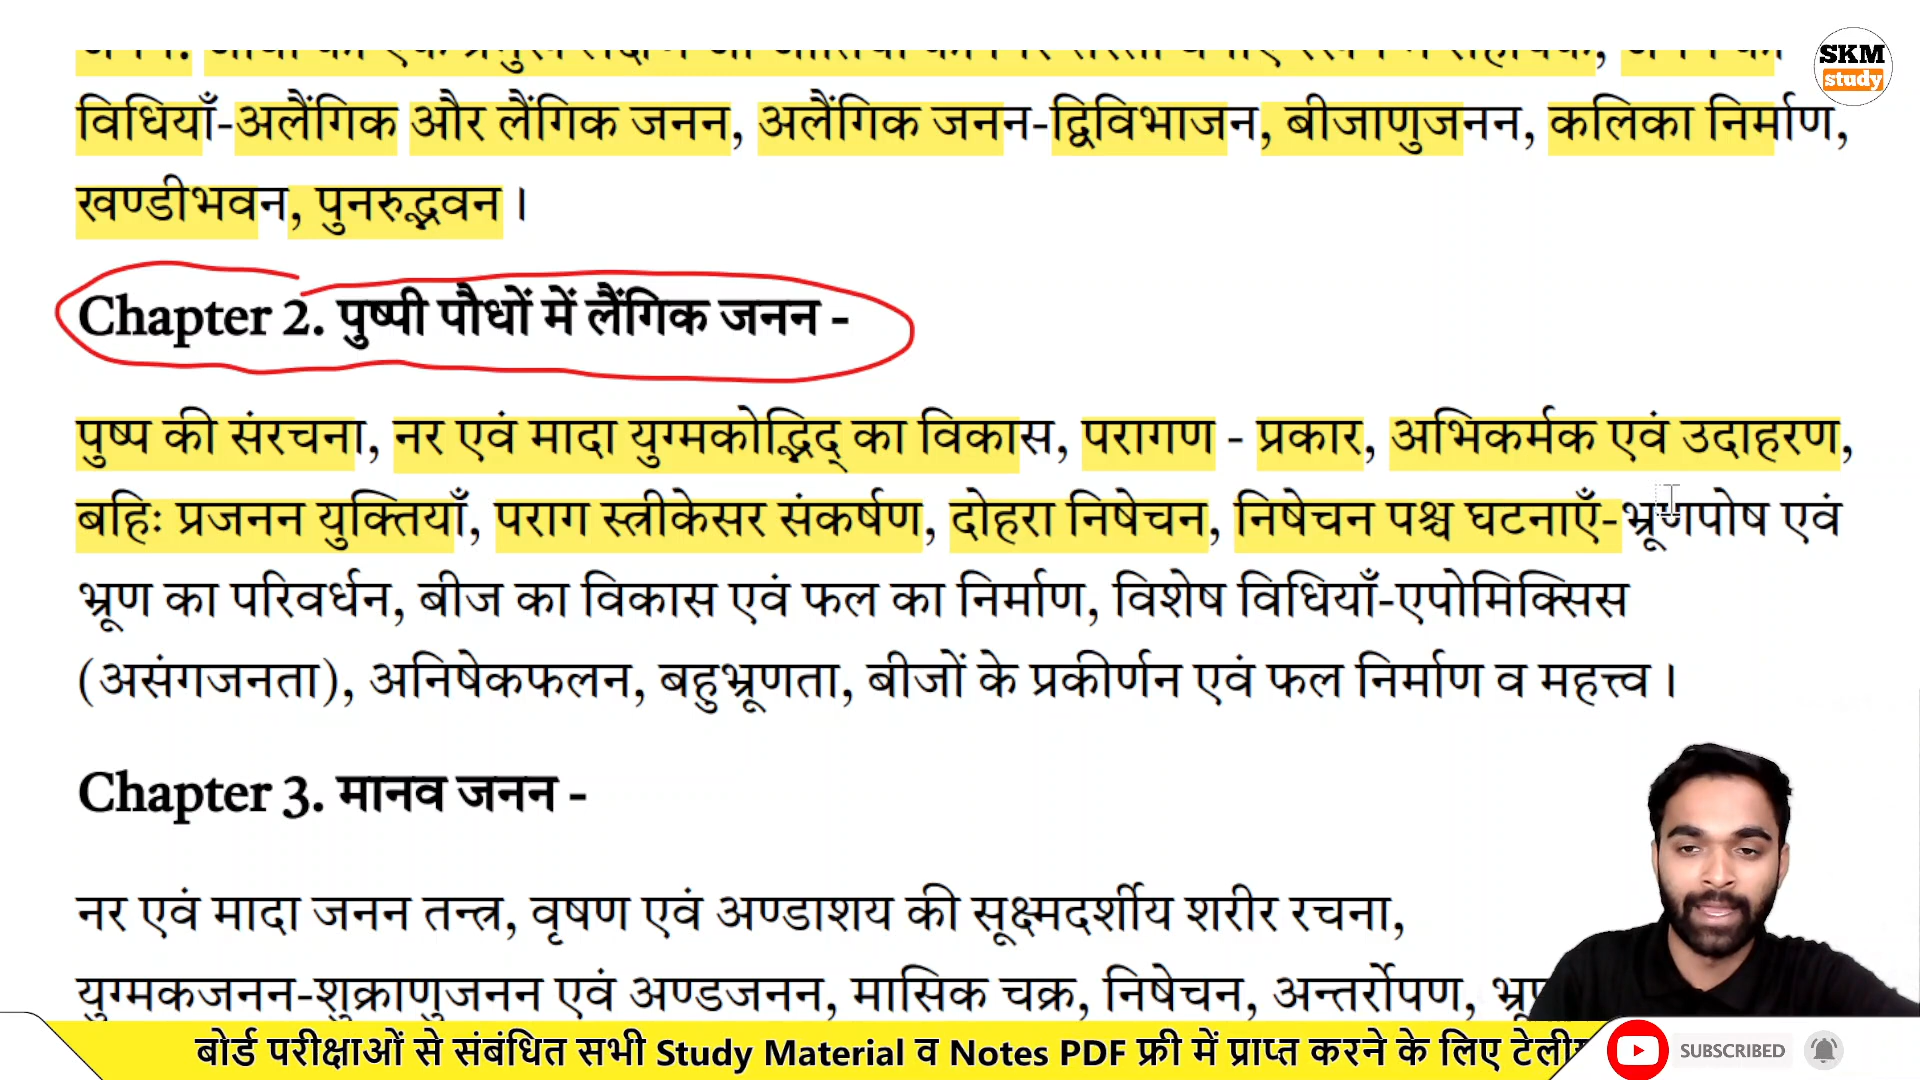 SKM
study
विधियाँ-अलैंगिक और लैंगिक जनन, अलैंगिक जनन-द्विविभाजन, बीजाणुजनन, कलिका निर्माण,
खण्डीभवन, पुनरुद्भवन।
Chapter 2. पुष्पी पौधों में लैंगिक जनन -
पुष्प की संरचना, नर एवं मादा युग्मकोद्भिद् का विकास, परागण - प्रकार, अभिकर्मक एवं उदाहरण,
बहिः प्रजनन युक्तियाँ, पराग स्त्रीकेसर संकर्षण, दोहरा निषेचन, निषेचन पश्च घटनाएँ-भ्रूणपोष एवं
भ्रूण का परिवर्धन, बीज का विकास एवं फल का निर्माण, विशेष विधियाँ-एपोमिक्सिस
(असंगजनता), अनिषेकफलन, बहुभ्रूणता, बीजों के प्रकीर्णन एवं फल निर्माण व महत्त्व।
Chapter 3. मानव जनन -
नर एवं मादा जनन तन्त्र, वृषण एवं अण्डाशय की सूक्ष्मदर्शीय शरीर रचना,
युग्मकजनन-शुक्राणुजनन एवं अण्डजनन, मासिक चक्र, निषेचन, अन्तर्रोपण,
बोर्ड परीक्षाओं से संबंधित सभी Study Material व Notes PDF फ्री में प्राप्त करने के लिए
SUBSCRIBED